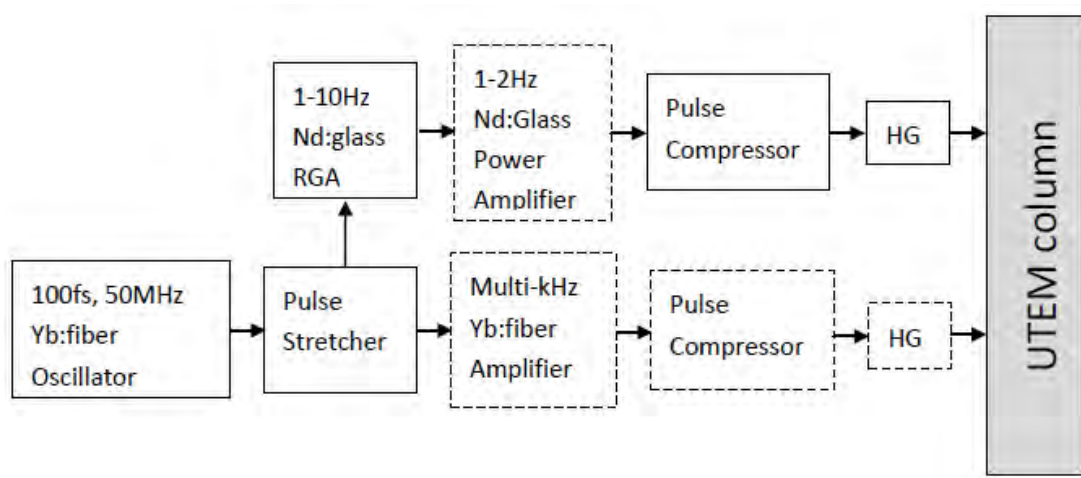 1-10Hz
Nd:glass
RGA
1-2Hz
Nd:Glass
Power
Amplifier
Pulse
Compressor
HG
100fs, 50MHz
Yb:fiber
Oscillator
Pulse
Stretcher
Multi-kHz
Yb:fiber
Amplifier
Pulse
Compressor
HG
UTEM column